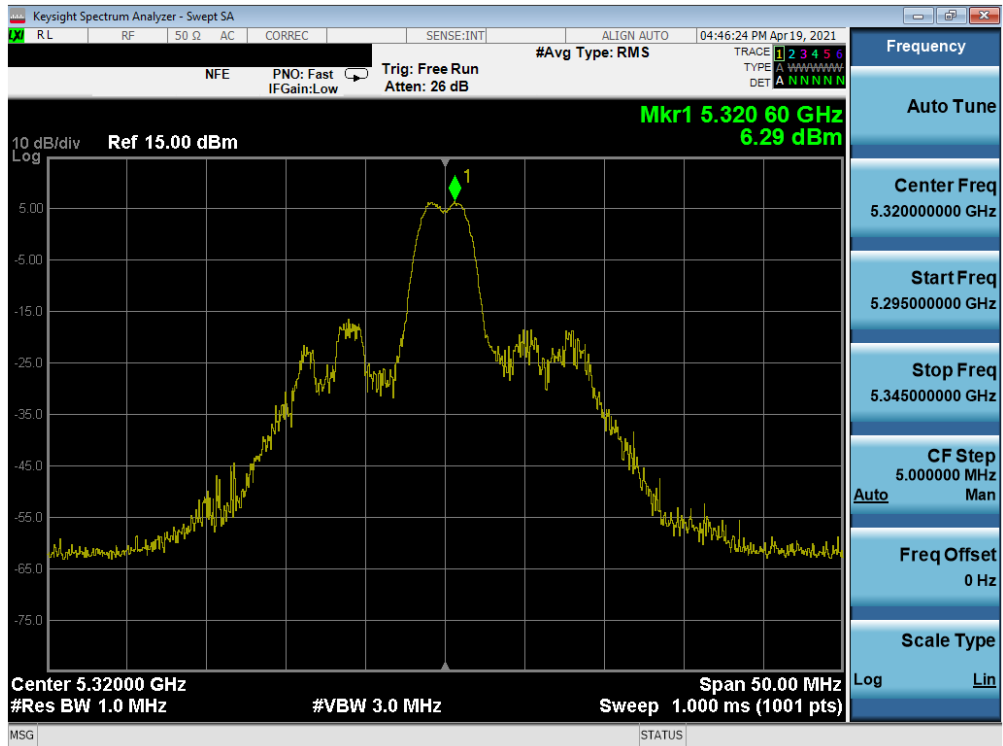 Keysight Spectrum Analyzer - Swept SA
LXI RL RF 50 Ω AC CORREC SENSE:INT ALIGN AUTO 04:46:24 PM Apr 19, 2021
NFE PNO: Fast Trig: Free Run #Avg Type: RMS TRACE 1 2 3 4 5 6
IFGain:Low Atten: 26 dB TYPE A WWWWW
DET A N N N N N
Mkr1 5.320 60 GHz
6.29 dBm
10 dB/div Ref 15.00 dBm
Log
1
5.00
-5.00
-15.0
-25.0
-35.0
-45.0
-55.0
-65.0
-75.0
Center 5.32000 GHz Span 50.00 MHz
#Res BW 1.0 MHz #VBW 3.0 MHz Sweep 1.000 ms (1001 pts)
MSG STATUS
Frequency
Auto Tune
Center Freq
5.320000000 GHz
Start Freq
5.295000000 GHz
Stop Freq
5.345000000 GHz
CF Step
5.000000 MHz
Auto Man
Freq Offset
0 Hz
Scale Type
Log Lin